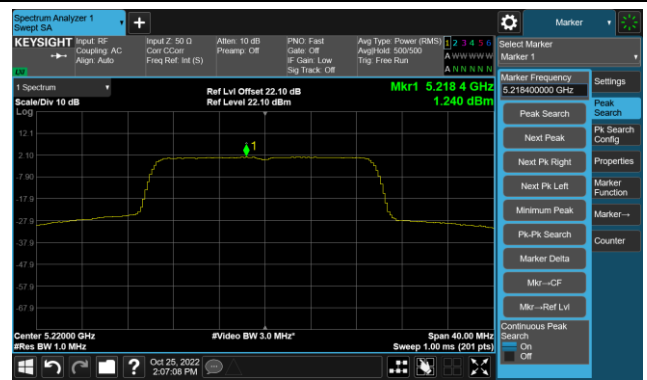 Spectrum Analyzer 1
Swept SA
+
Marker
KEYSIGHT
Input: RF
Coupling: AC
Align: Auto
Input Z: 50 Ω
Corr CCorr
Freq Ref: Int (S)
Atten: 10 dB
Preamp: Off
PNO: Fast
Gate: Off
IF Gain: Low
Sig Track: Off
Avg Type: Power (RMS)
Avg|Hold: 500/500
Trig: Free Run
1 2 3 4 5 6
A W W W W W
A N N N N N
LW
1 Spectrum
Scale/Div 10 dB
Log
Ref Lvl Offset 22.10 dB
Ref Level 22.10 dBm
Mkr1 5.218 4 GHz
1.240 dBm
12.1
2.10
-7.90
-17.9
-27.9
-37.9
-47.9
-57.9
-67.9
1
Center 5.22000 GHz
#Res BW 1.0 MHz
#Video BW 3.0 MHz*
Span 40.00 MHz
Sweep 1.00 ms (201 pts)
Select Marker
Marker 1
Marker Frequency
5.218400000 GHz
Peak Search
Next Peak
Next Pk Right
Next Pk Left
Minimum Peak
Pk-Pk Search
Marker Delta
Mkr→CF
Mkr→Ref Lvl
Continuous Peak
Search
On
Off
Settings
Peak
Search
Pk Search
Config
Properties
Marker
Function
Marker→
Counter
?
Oct 25, 2022
2:07:08 PM